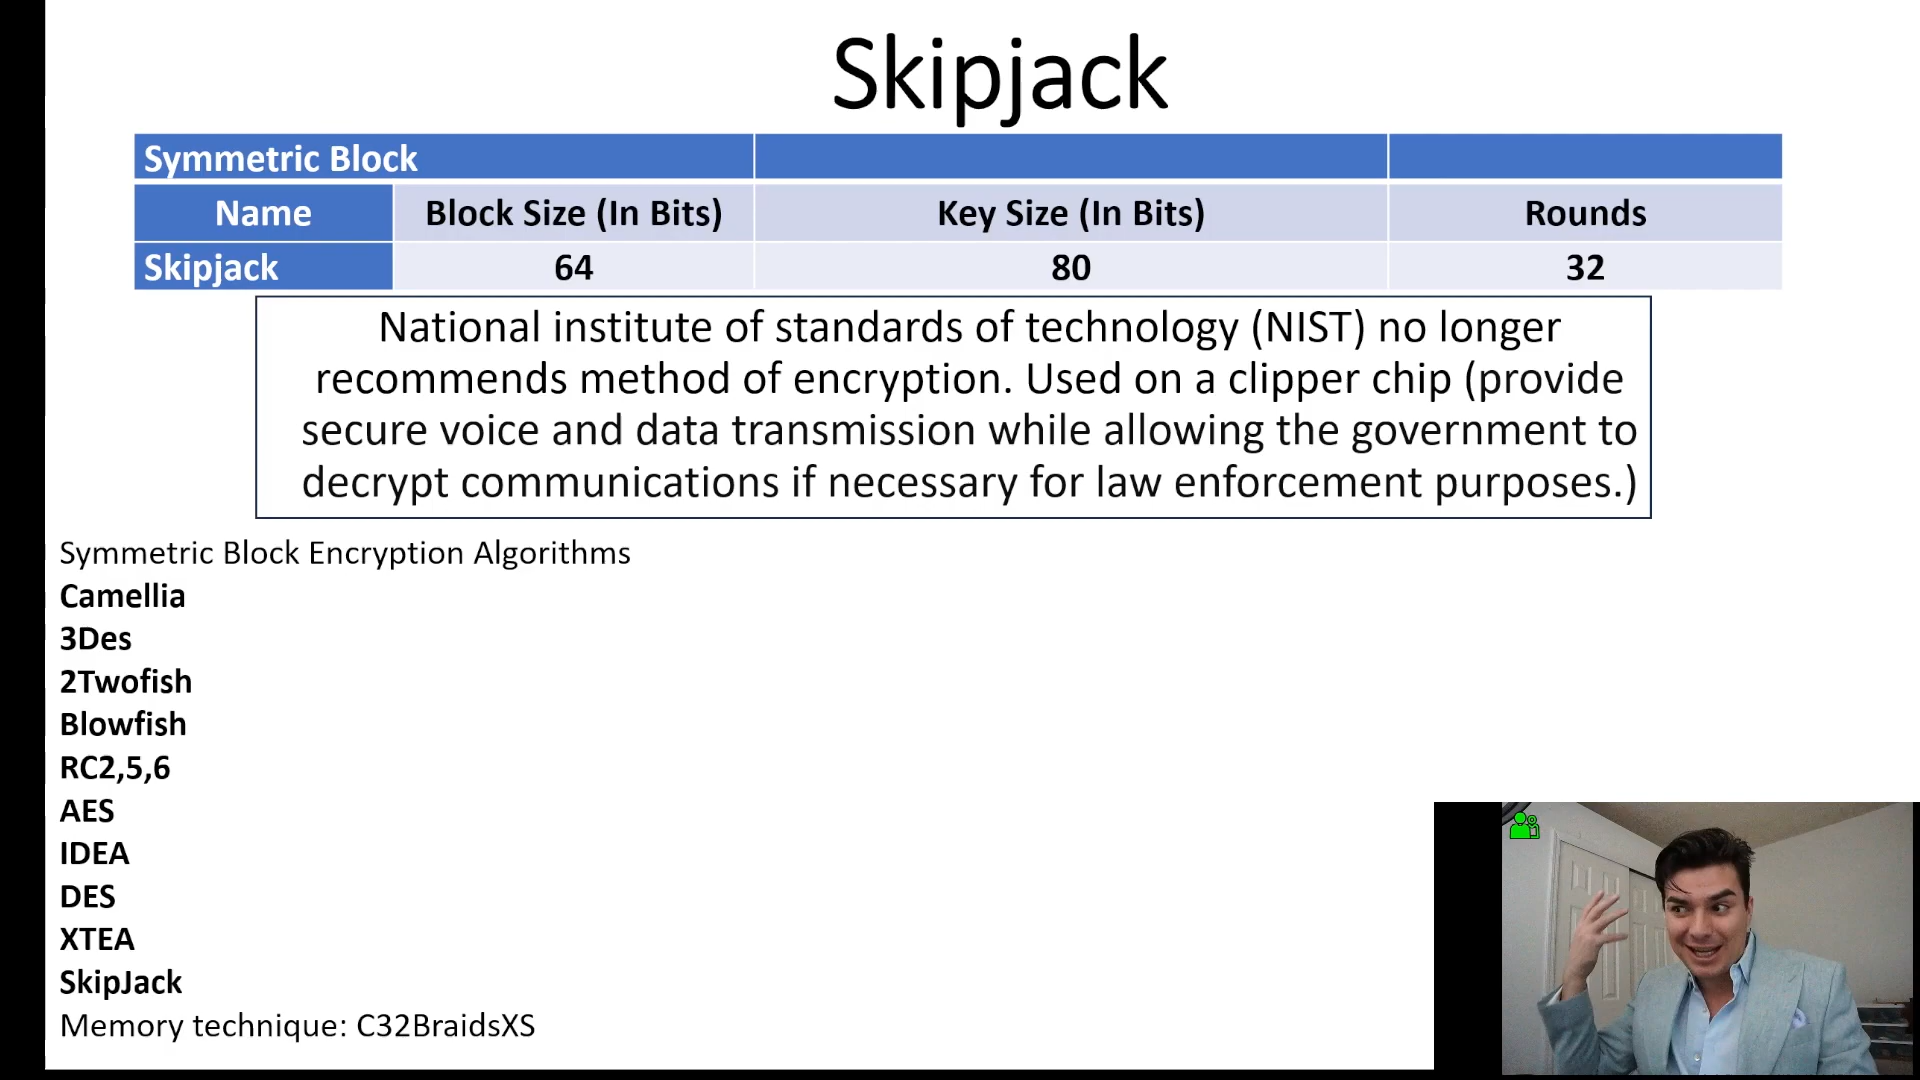 Skipjack
Symmetric Block
Name Block Size (In Bits) Key Size (In Bits) Rounds
Skipjack 64 80 32
National institute of standards of technology (NIST) no longer
recommends method of encryption. Used on a clipper chip (provide
secure voice and data transmission while allowing the government to
decrypt communications if necessary for law enforcement purposes.)
Symmetric Block Encryption Algorithms
Camellia
3Des
2Twofish
Blowfish
RC2,5,6
AES
IDEA
DES
XTEA
SkipJack
Memory technique: C32BraidsXS